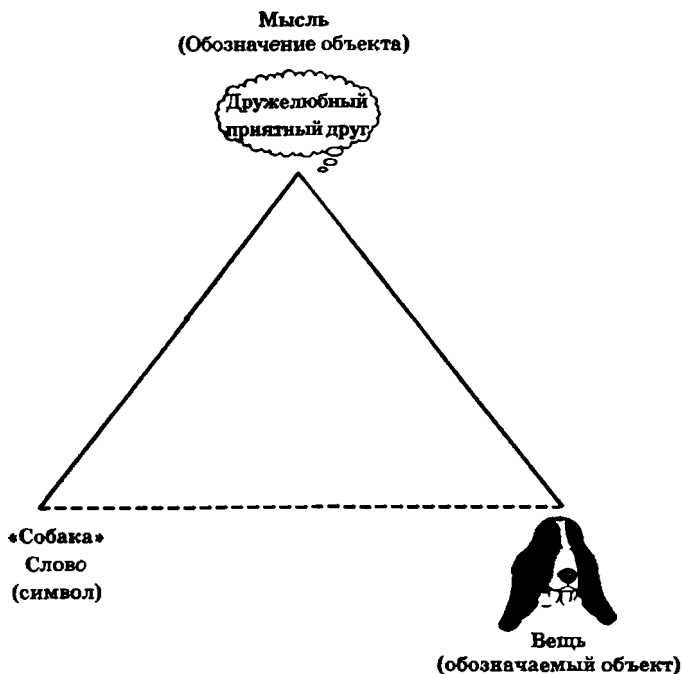 Мысль
(Обозначение объекта)
Дружелюбный
приятный друг
«Собака»
Слово
(символ)
Вещь
(обозначаемый объект)